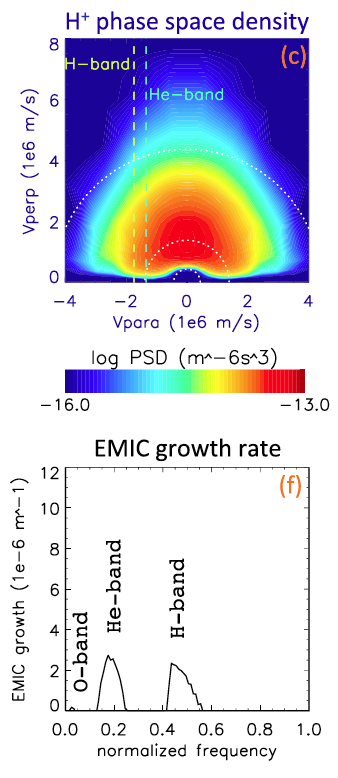 H⁺ phase space density
(c)
H-band
He-band
8
6
4
2
0
Vperp (1e6 m/s)
-4 -2 0 2 4
Vpara (1e6 m/s)
log PSD (m^-6s^3)
-16.0 -13.0
EMIC growth rate
(f)
12
10
8
6
4
2
0
EMIC growth (1e-6 m^-1)
O-band
He-band
H-band
0.0 0.2 0.4 0.6 0.8 1.0
normalized frequency